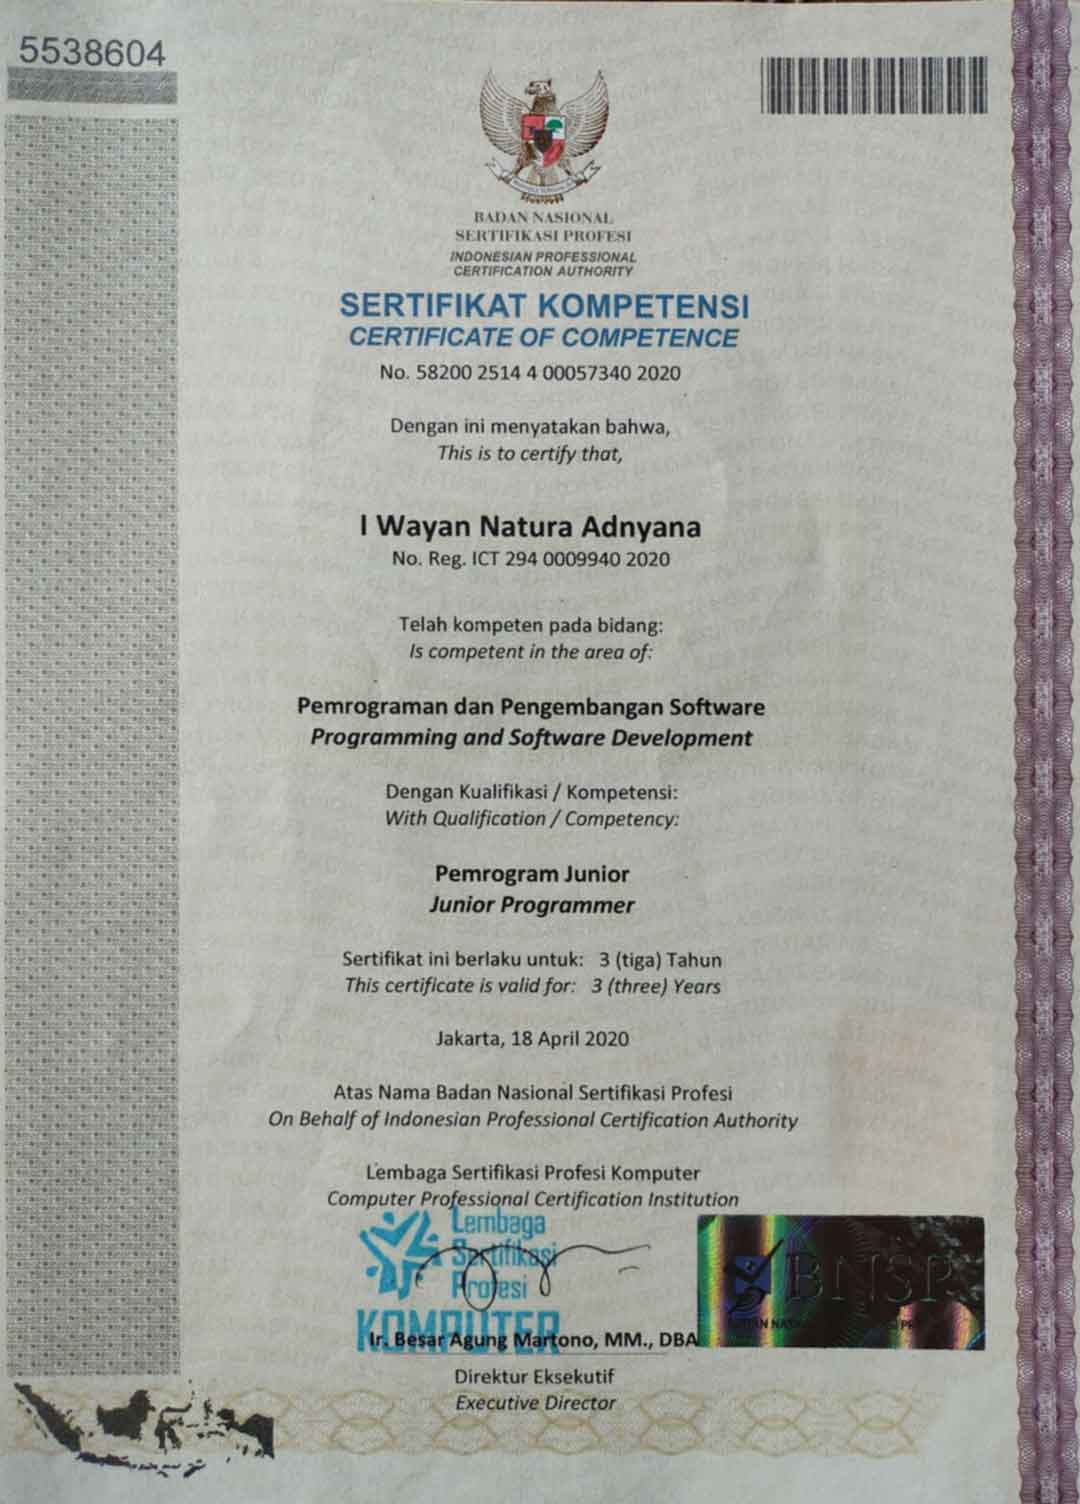 5538604
BADAN NASIONAL
SERTIFIKASI PROFESI
INDONESIAN PROFESSIONAL
CERTIFICATION AUTHORITY
SERTIFIKAT KOMPETENSI
CERTIFICATE OF COMPETENCE
No. 58200 2514 4 00057340 2020
Dengan ini menyatakan bahwa,
This is to certify that,
I Wayan Natura Adnyana
No. Reg. ICT 294 0009940 2020
Telah kompeten pada bidang:
Is competent in the area of:
Pemrograman dan Pengembangan Software
Programming and Software Development
Dengan Kualifikasi / Kompetensi:
With Qualification / Competency:
Pemrogram Junior
Junior Programmer
Sertifikat ini berlaku untuk: 3 (tiga) Tahun
This certificate is valid for: 3 (three) Years
Jakarta, 18 April 2020
Atas Nama Badan Nasional Sertifikasi Profesi
On Behalf of Indonesian Professional Certification Authority
Lembaga Sertifikasi Profesi Komputer
Computer Professional Certification Institution
Lembaga
Sertifikasi
Profesi
KOMPUTER
BNSP
Ir. Besar Agung Martono, MM., DBA
Direktur Eksekutif
Executive Director